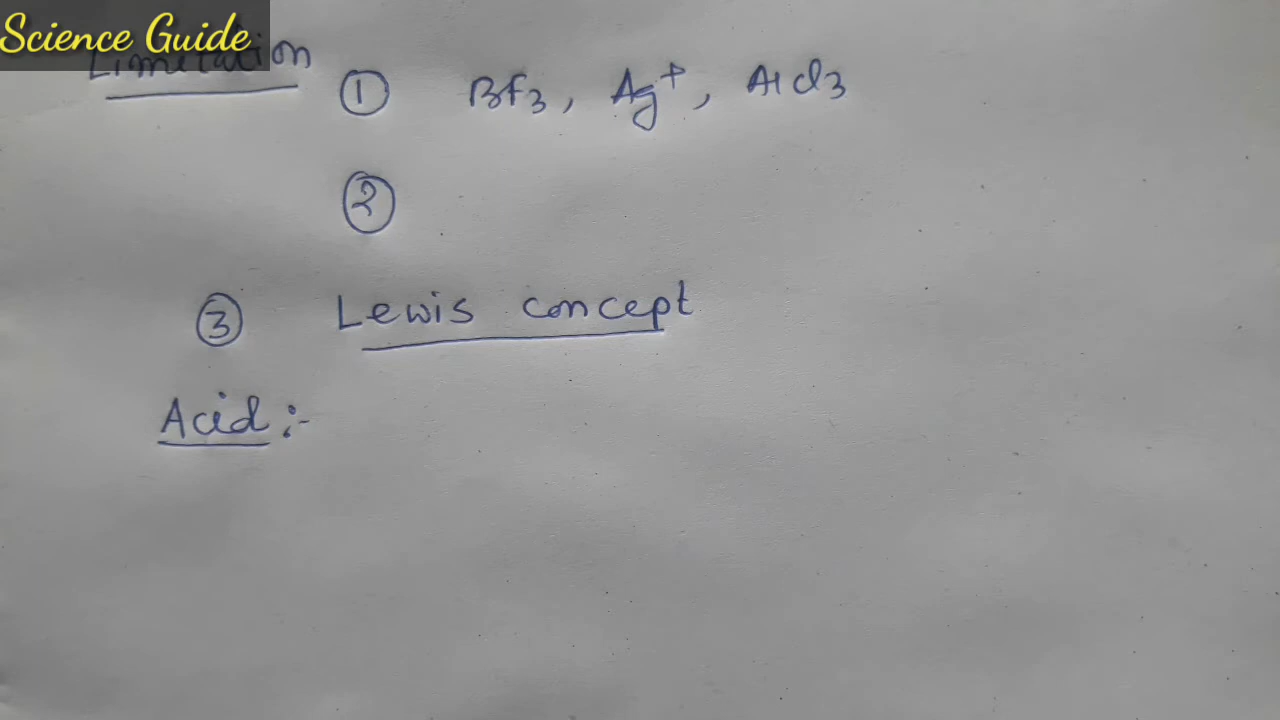 Science Guide
Limitation
① Bf3, Ag+, Alcl3
②
③ Lewis concept
Acid :-